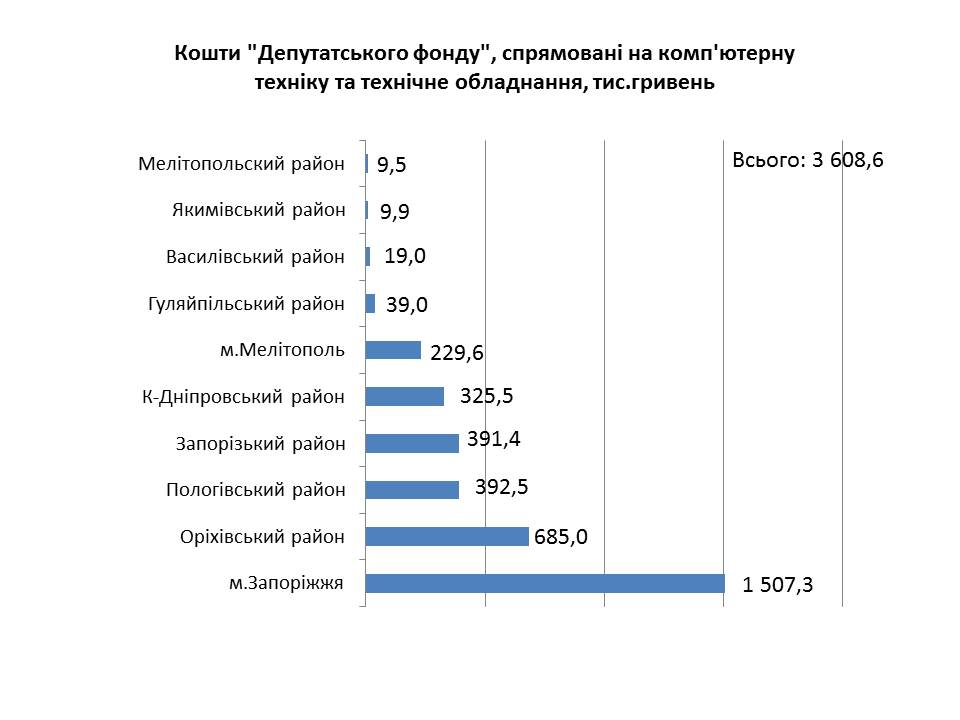 Кошти "Депутатського фонду", спрямовані на комп'ютерну
техніку та технічне обладнання, тис.гривень
Всього: 3 608,6
Мелітопольский район 9,5
Якимівський район 9,9
Василівський район 19,0
Гуляйпільський район 39,0
м.Мелітополь 229,6
К-Дніпровський район 325,5
Запорізький район 391,4
Пологівський район 392,5
Оріхівський район 685,0
м.Запоріжжя 1 507,3